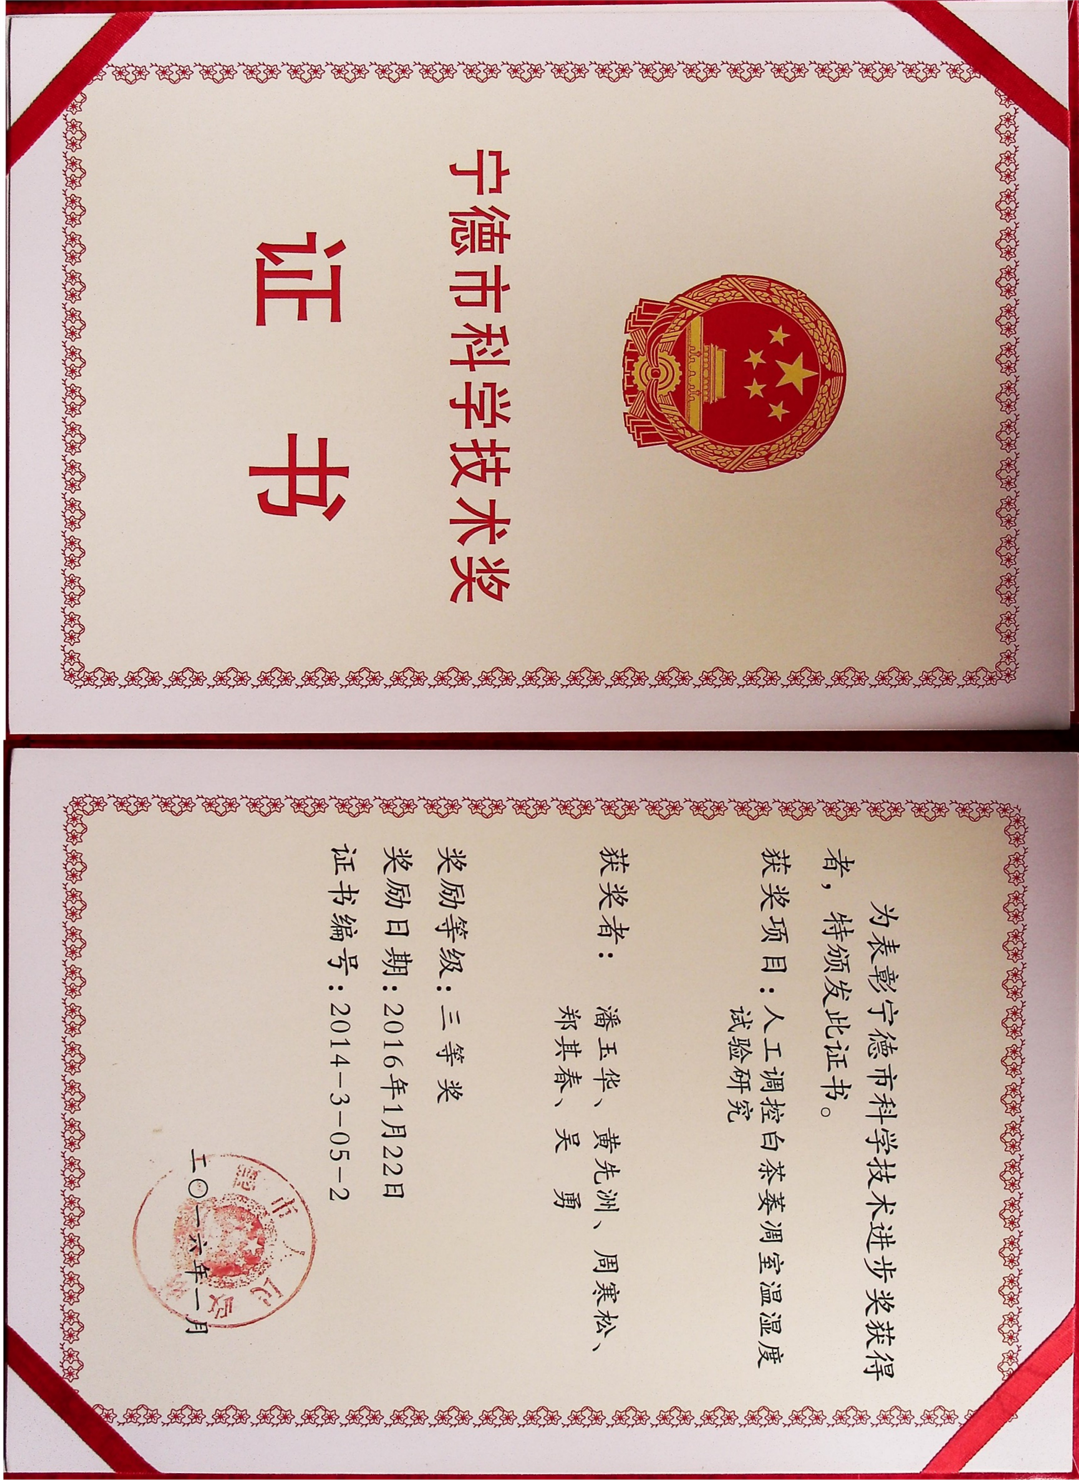 宁德市科学技术奖
证书
为表彰宁德市科学技术进步奖获得
者，特颁发此证书。
获奖项目：人工调控白茶萎凋室温湿度
试验研究
获奖者： 潘玉华、黄先洲、周寒松、
郑其春、吴 勇
奖励等级：三等奖
奖励日期：2016年1月22日
证书编号：2014-3-05-2
二〇一六年一月
市人民政